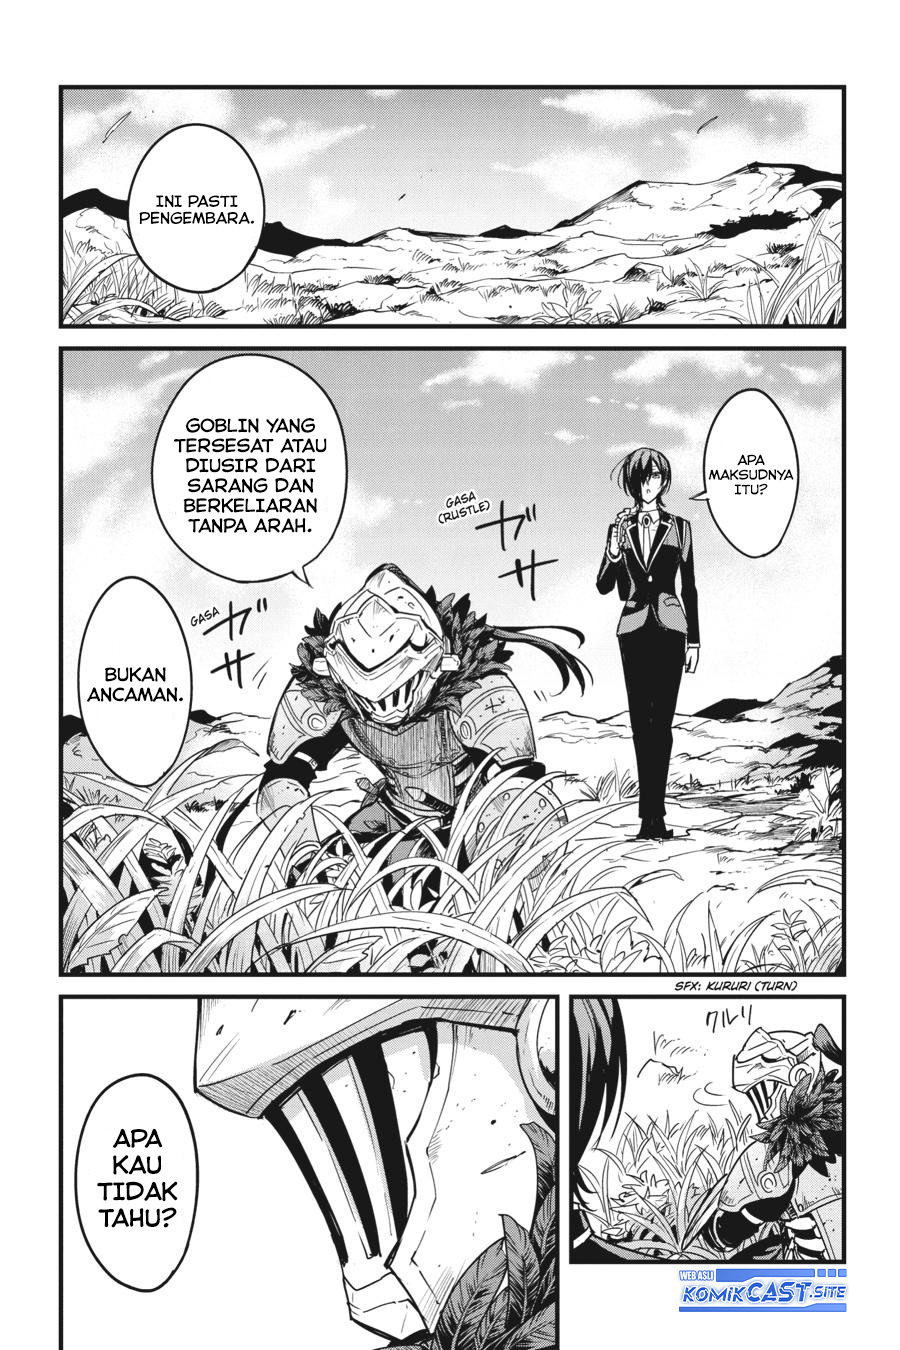 INI PASTI
PENGEMBARA.
APA
MAKSUDNYA
ITU?
GOBLIN YANG
TERSESAT ATAU
DIUSIR DARI
SARANG DAN
BERKELIARAN
TANPA ARAH.
GASA
(RUSTLE)
ガサ
GASA
ガサ
BUKAN
ANCAMAN.
SFX: KURURI (TURN)
クルリ
APA
KAU
TIDAK
TAHU?
WEB ASLI
KOMIKCAST.SITE